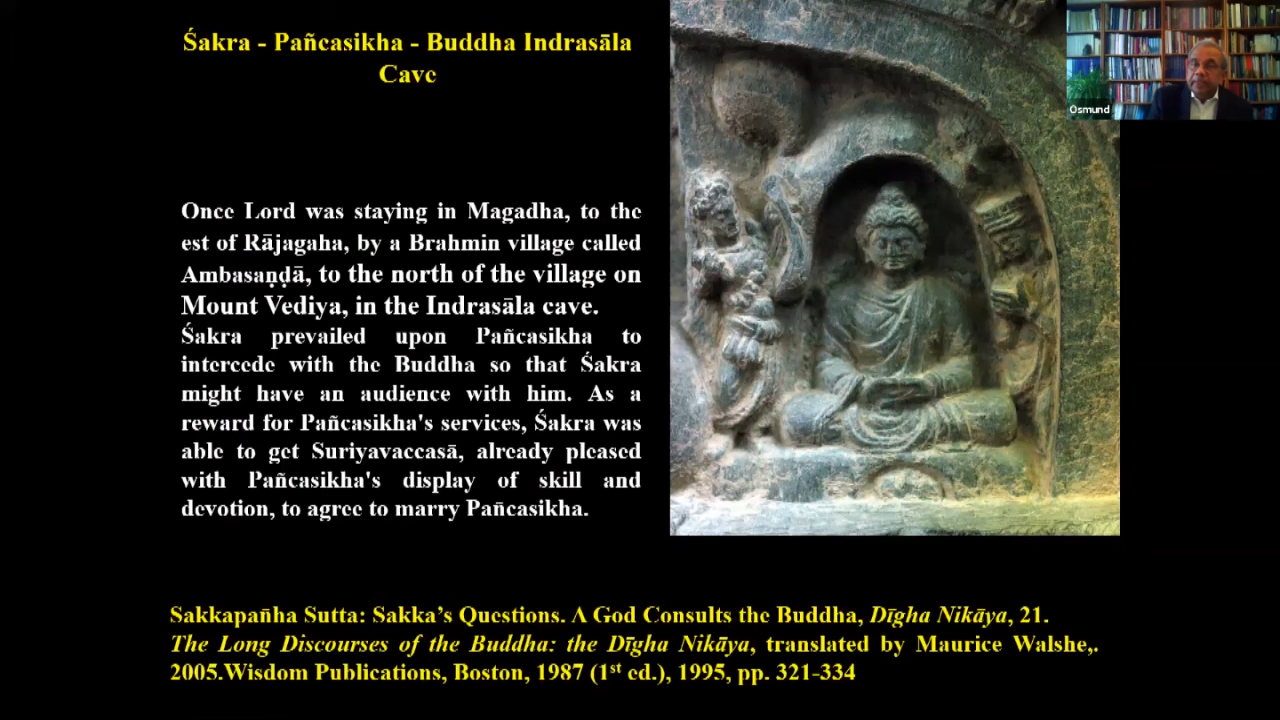 Śakra - Pañcasikha - Buddha Indrasāla
Cave
Osmund
Once Lord was staying in Magadha, to the
est of Rājagaha, by a Brahmin village called
Ambasaṇḍā, to the north of the village on
Mount Vediya, in the Indrasāla cave.
Śakra prevailed upon Pañcasikha to
intercede with the Buddha so that Śakra
might have an audience with him. As a
reward for Pañcasikha's services, Śakra was
able to get Suriyavaccasā, already pleased
with Pañcasikha's display of skill and
devotion, to agree to marry Pañcasikha.
Sakkapañha Sutta: Sakka’s Questions. A God Consults the Buddha, Dīgha Nikāya, 21.
The Long Discourses of the Buddha: the Dīgha Nikāya, translated by Maurice Walshe,.
2005.Wisdom Publications, Boston, 1987 (1st ed.), 1995, pp. 321-334